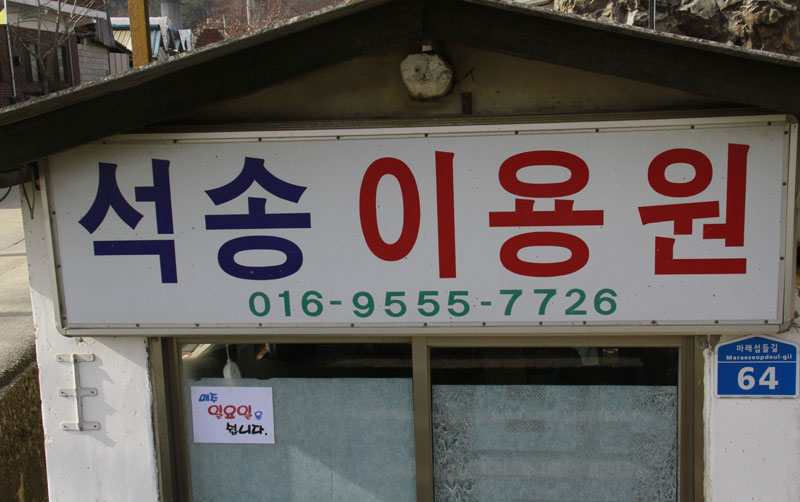 석송 이용원
016-9555-7726
매주
일요일은
쉽니다.
마래섶들길
Maraeseopdeul-gil
64